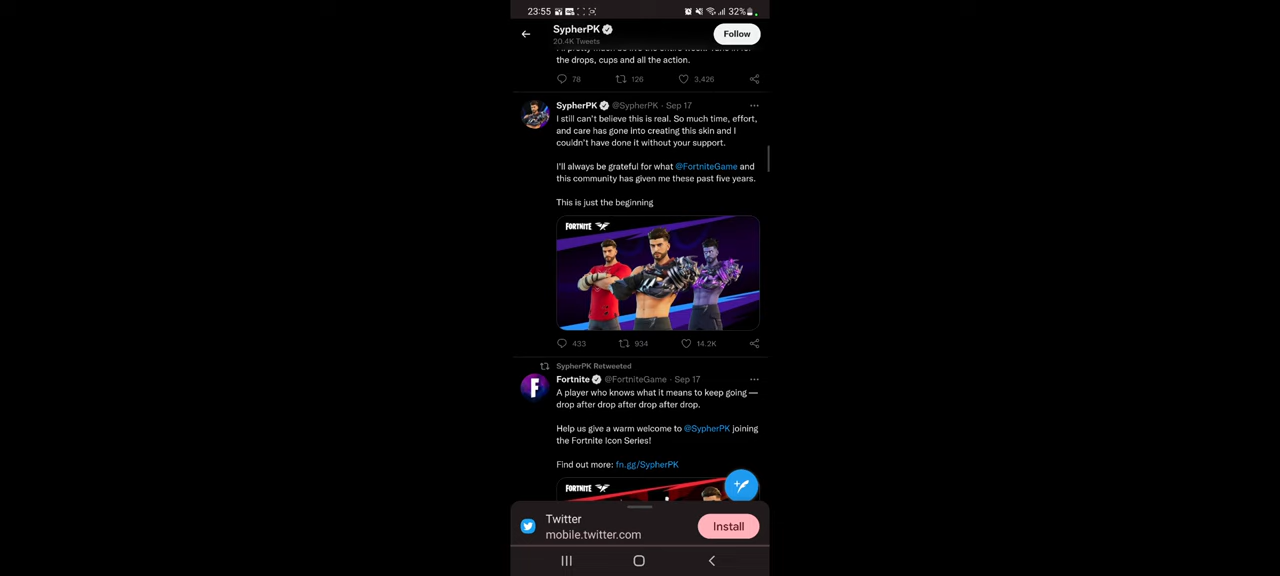 23:55
32%
SypherPK
20.4K Tweets
Follow
the drops, cups and all the action.
78 126 3,426
SypherPK @SypherPK · Sep 17
I still can't believe this is real. So much time, effort,
and care has gone into creating this skin and I
couldn't have done it without your support.
I'll always be grateful for what @FortniteGame and
this community has given me these past five years.
This is just the beginning
FORTNITE
433 934 14.2K
SypherPK Retweeted
Fortnite @FortniteGame · Sep 17
A player who knows what it means to keep going —
drop after drop after drop after drop.
Help us give a warm welcome to @SypherPK joining
the Fortnite Icon Series!
Find out more: fn.gg/SypherPK
FORTNITE
Twitter
mobile.twitter.com
Install